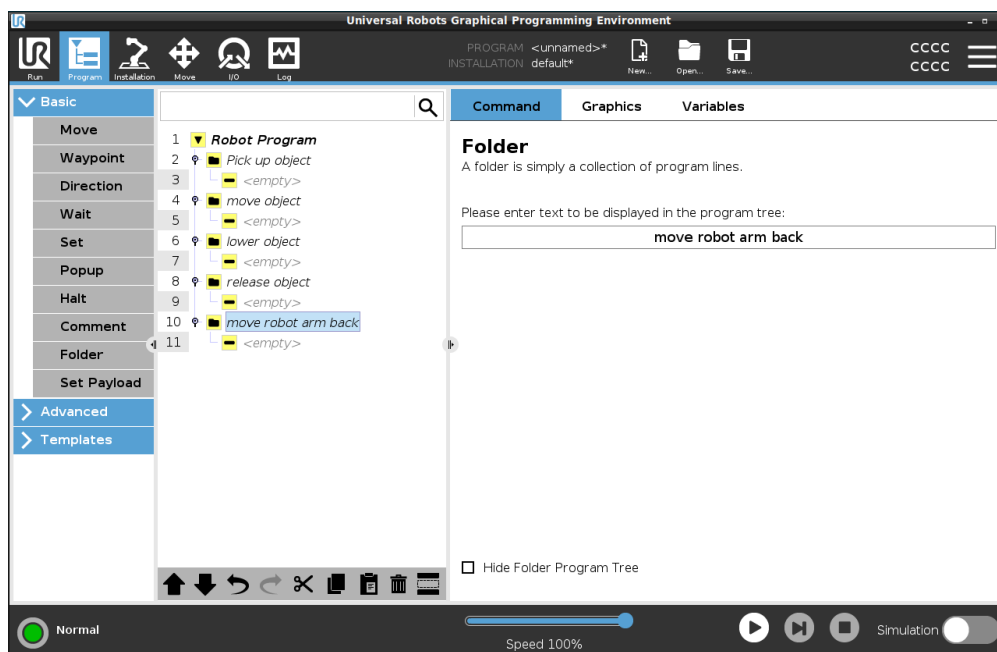 UR
Universal Robots Graphical Programming Environment
Run
Program
Installation
Move
I/O
Log
PROGRAM <unnamed>*
INSTALLATION default*
New...
Open...
Save...
CCCC
CCCC
Basic
Move
Waypoint
Direction
Wait
Set
Popup
Halt
Comment
Folder
Set Payload
Advanced
Templates
1 Robot Program
2 Pick up object
3 <empty>
4 move object
5 <empty>
6 lower object
7 <empty>
8 release object
9 <empty>
10 move robot arm back
11 <empty>
Command Graphics Variables
Folder
A folder is simply a collection of program lines.
Please enter text to be displayed in the program tree:
move robot arm back
Hide Folder Program Tree
Normal
Speed 100%
Simulation